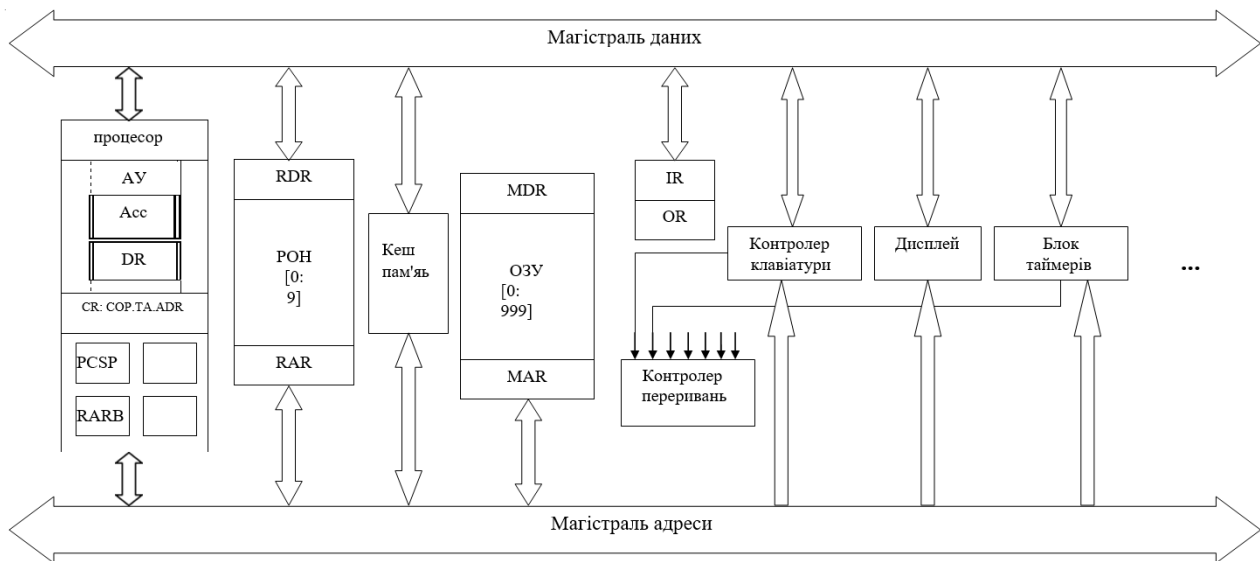 Магістраль даних
процесор
АУ
Acc
DR
CR: COP.TA.ADR
PCSP
RARB
RDR
РОН
[0:
9]
RAR
Кеш
пам'яь
MDR
ОЗУ
[0:
999]
MAR
IR
OR
Контролер
клавіатури
Дисплей
Блок
таймерів
...
Контролер
переривань
Магістраль адреси